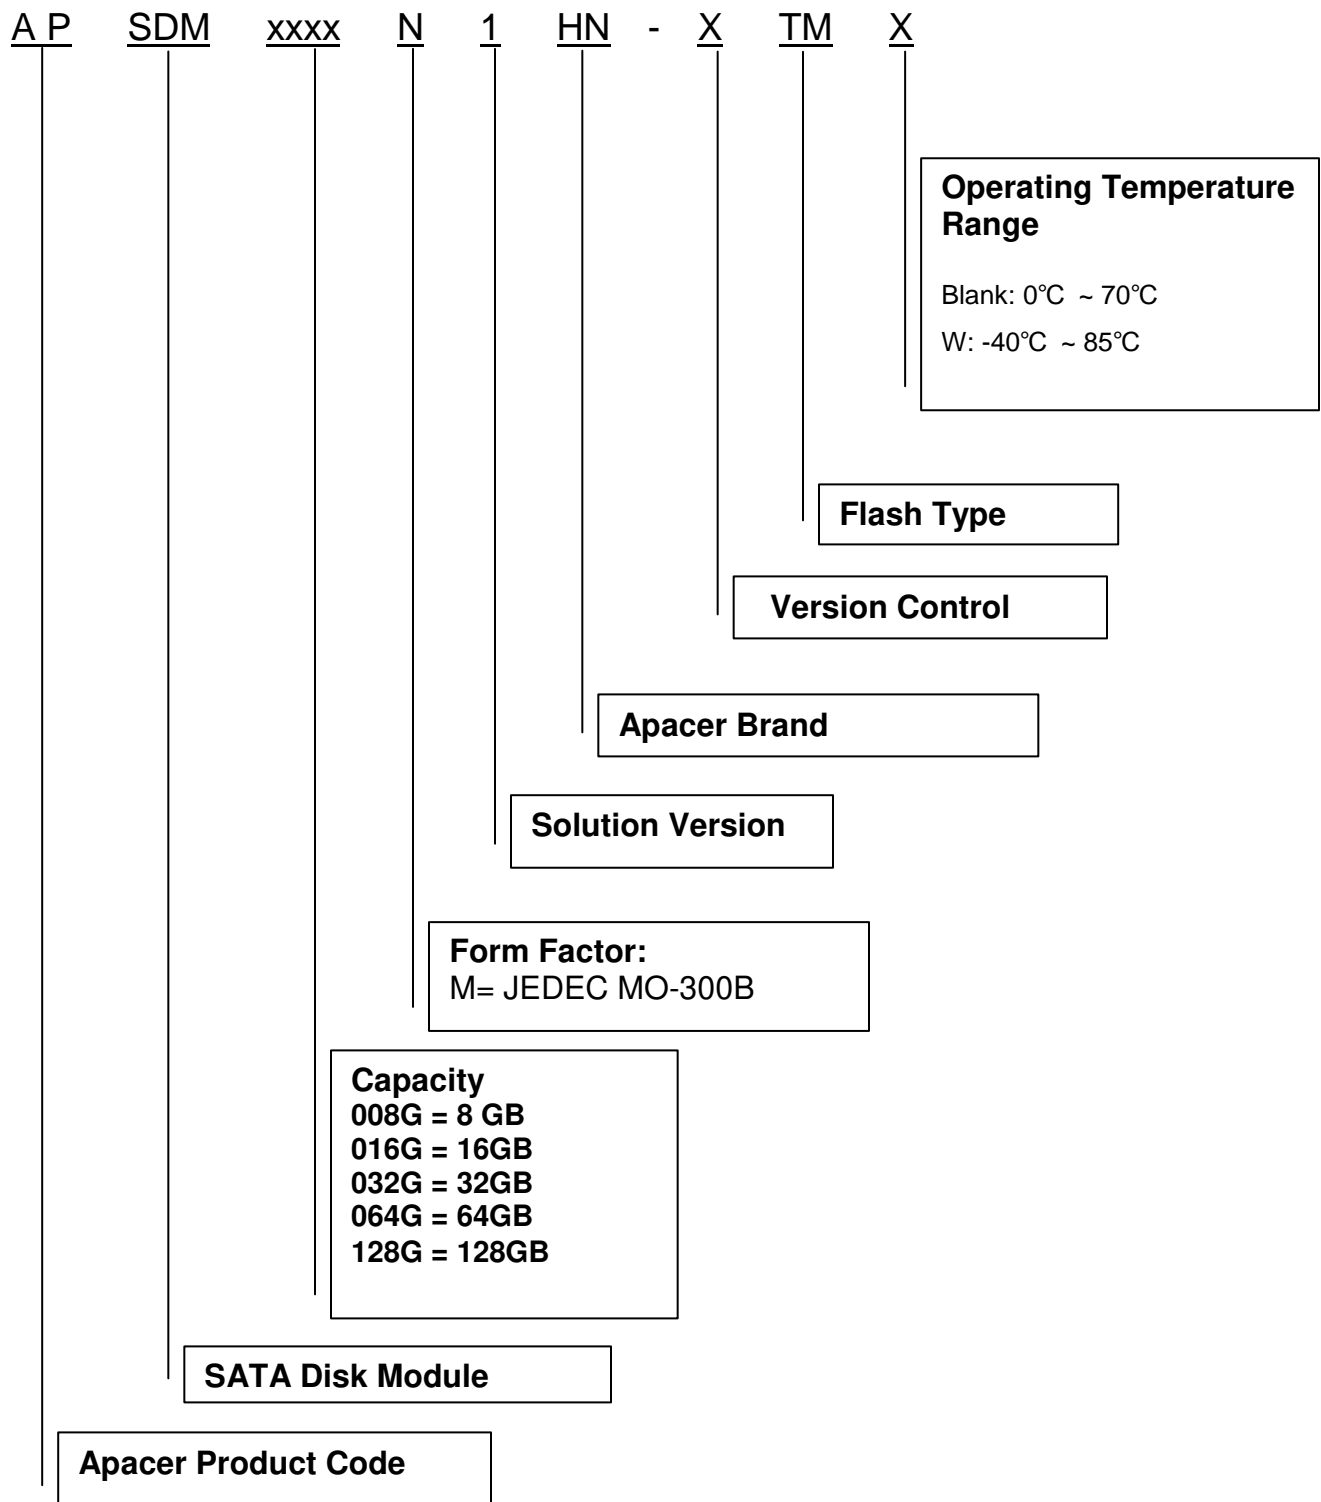 A P SDM xxxx N 1 HN - X TM X
Operating Temperature
Range
Blank: 0℃ ~ 70℃
W: -40℃ ~ 85℃
Flash Type
Version Control
Apacer Brand
Solution Version
Form Factor:
M= JEDEC MO-300B
Capacity
008G = 8 GB
016G = 16GB
032G = 32GB
064G = 64GB
128G = 128GB
SATA Disk Module
Apacer Product Code